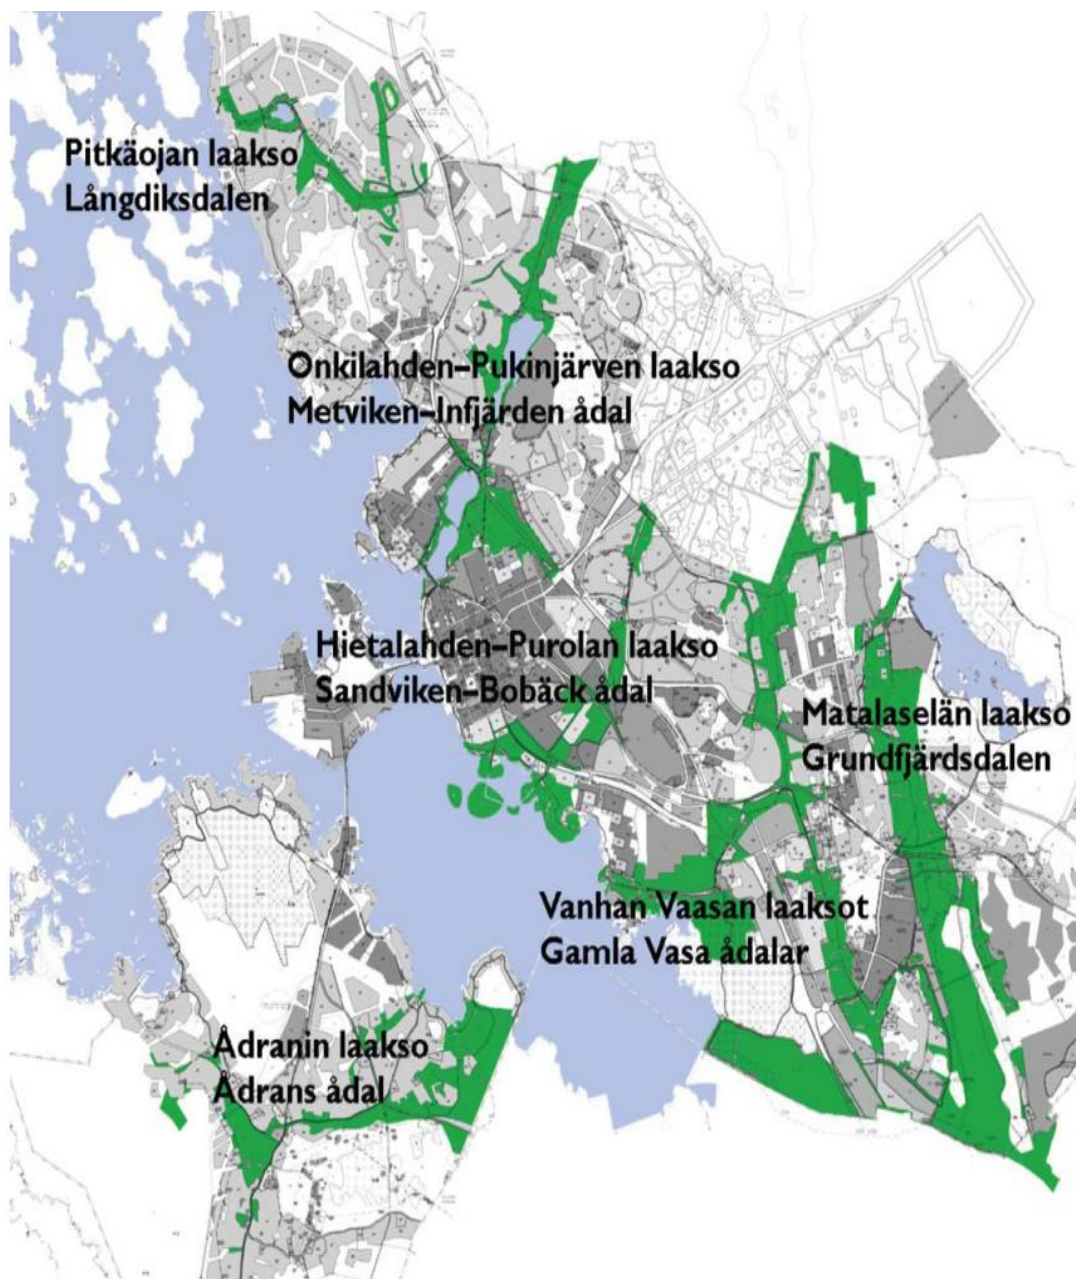 Pitkäojan laakso
Långdiksdalen
Onkilahden–Pukinjärven laakso
Metviken–Infjärden ådal
Hietalahden–Purolan laakso
Sandviken–Bobäck ådal
Matalaselän laakso
Grundfjärdsdalen
Vanhan Vaasan laaksot
Gamla Vasa ådalar
Ådranin laakso
Ådrans ådal